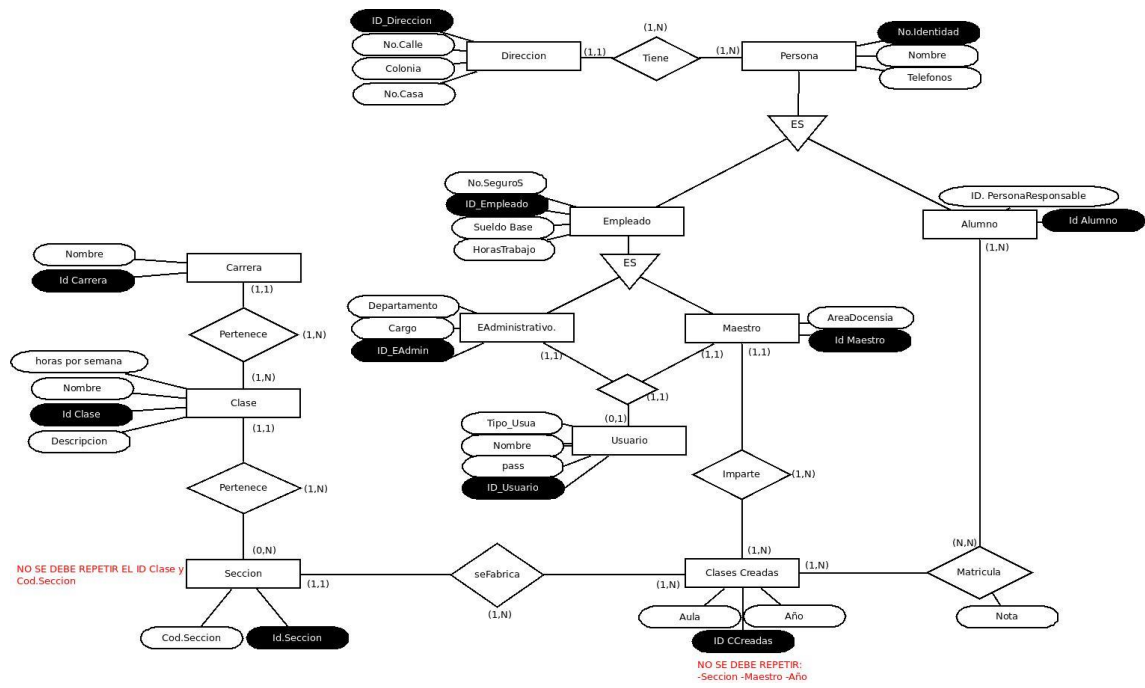 ID_Direccion
No.Calle
Colonia
No.Casa
Direccion
(1,1)
(1,N)
Tiene
(1,N)
Persona
No.Identidad
Nombre
Telefonos
ES
No.SeguroS
ID_Empleado
Sueldo Base
HorasTrabajo
Empleado
ID. PersonaResponsable
Id Alumno
Alumno
(1,N)
ES
Nombre
Id Carrera
Carrera
(1,1)
Pertenece
(1,N)
(1,N)
Departamento
Cargo
ID_EAdmin
EAdministrativo.
(1,1)
Maestro
AreaDocensia
Id Maestro
(1,1)
(1,1)
(1,1)
(0,1)
horas por semana
Nombre
Id Clase
Descripcion
Clase
(1,1)
Tipo_Usua
Nombre
pass
ID_Usuario
Usuario
Pertenece
(1,N)
Imparte
(1,N)
(0,N)
NO SE DEBE REPETIR EL ID Clase y
Cod.Seccion
Seccion
(1,1)
seFabrica
(1,N)
(1,N)
(1,N)
Clases Creadas
(1,N)
(N,N)
Matricula
Nota
Cod.Seccion
Id.Seccion
Aula
Año
ID CCreadas
NO SE DEBE REPETIR:
-Seccion -Maestro -Año